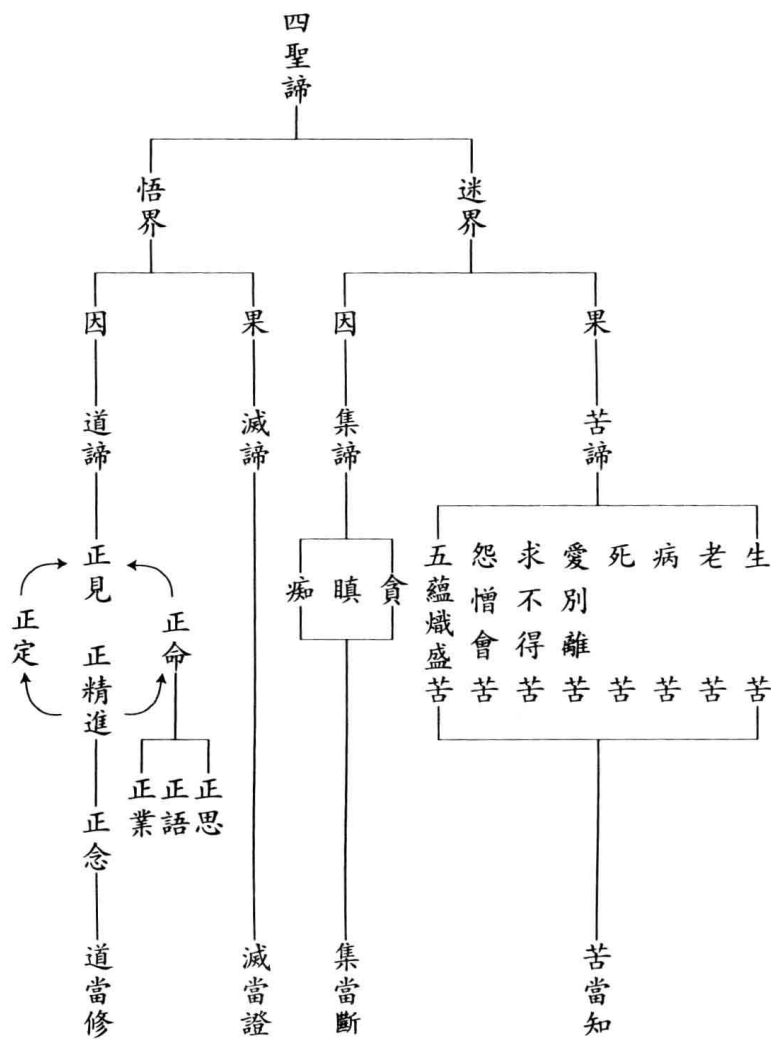 四聖諦
迷界
悟界
果
因
果
因
苦諦
集諦
滅諦
道諦
生苦
老苦
病苦
死苦
愛別離苦
求不得苦
怨憎會苦
五蘊熾盛苦
貪
瞋
痴
正見
正命
正精進
正定
正思
正語
正業
正念
苦當知
集當斷
滅當證
道當修